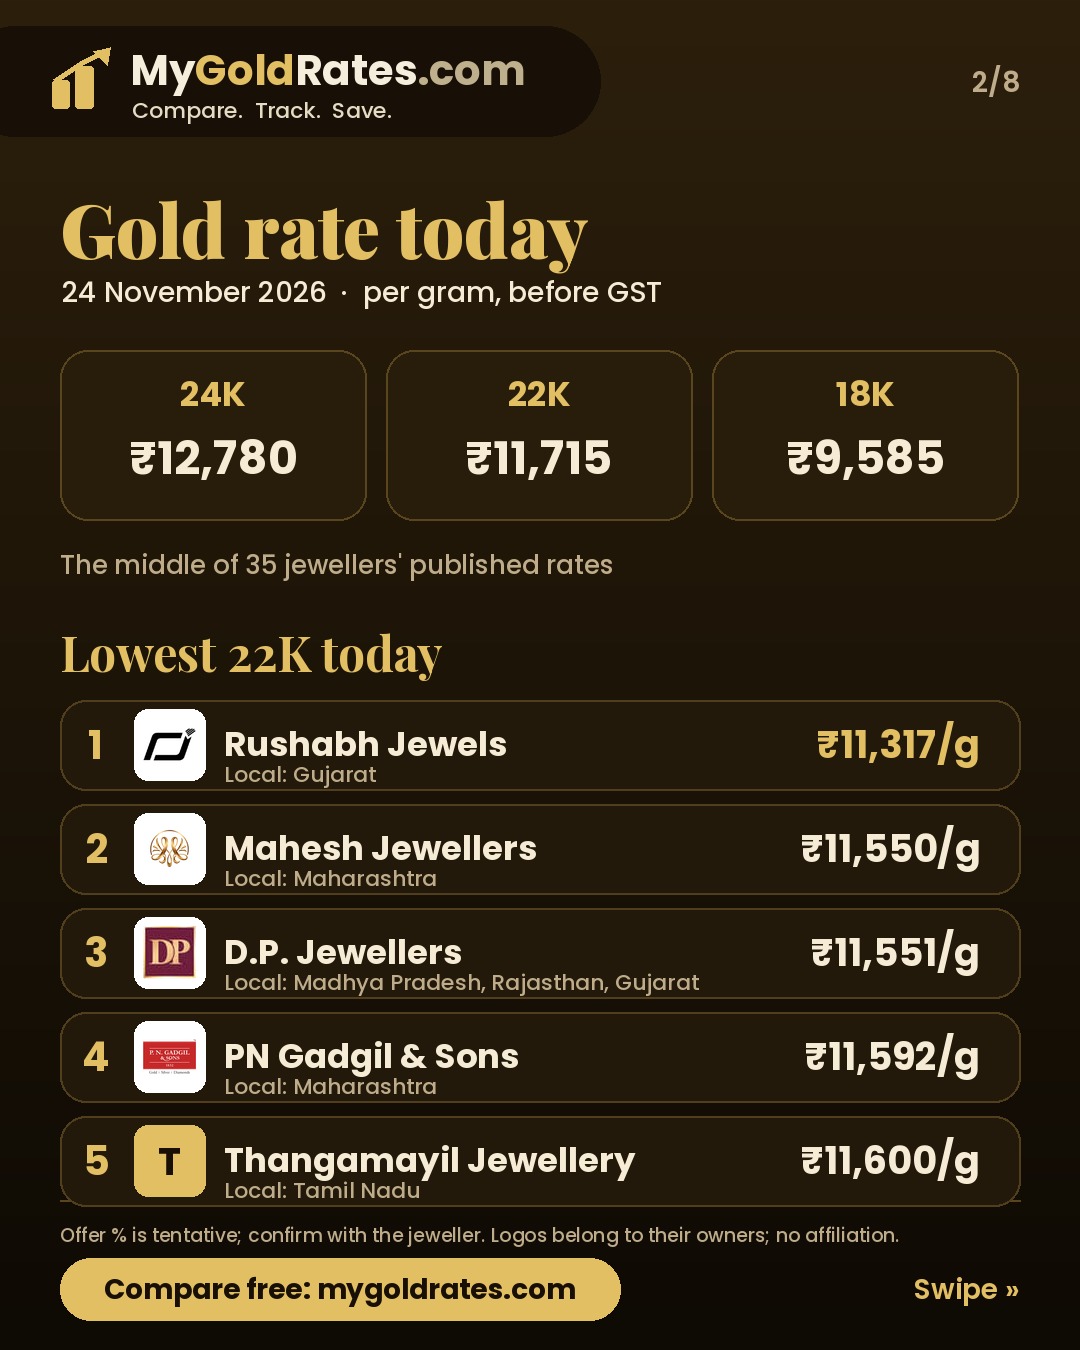 MyGoldRates.com
Compare. Track. Save.
2/8
Gold rate today
24 November 2026 · per gram, before GST
24K
₹12,780
22K
₹11,715
18K
₹9,585
The middle of 35 jewellers' published rates
Lowest 22K today
1
Rushabh Jewels
Local: Gujarat
₹11,317/g
2
Mahesh Jewellers
Local: Maharashtra
₹11,550/g
3
DP
D.P. Jewellers
Local: Madhya Pradesh, Rajasthan, Gujarat
₹11,551/g
4
P. N. GADGIL
& SONS
PN Gadgil & Sons
Local: Maharashtra
₹11,592/g
5
T
Thangamayil Jewellery
Local: Tamil Nadu
₹11,600/g
Offer % is tentative; confirm with the jeweller. Logos belong to their owners; no affiliation.
Compare free: mygoldrates.com
Swipe »